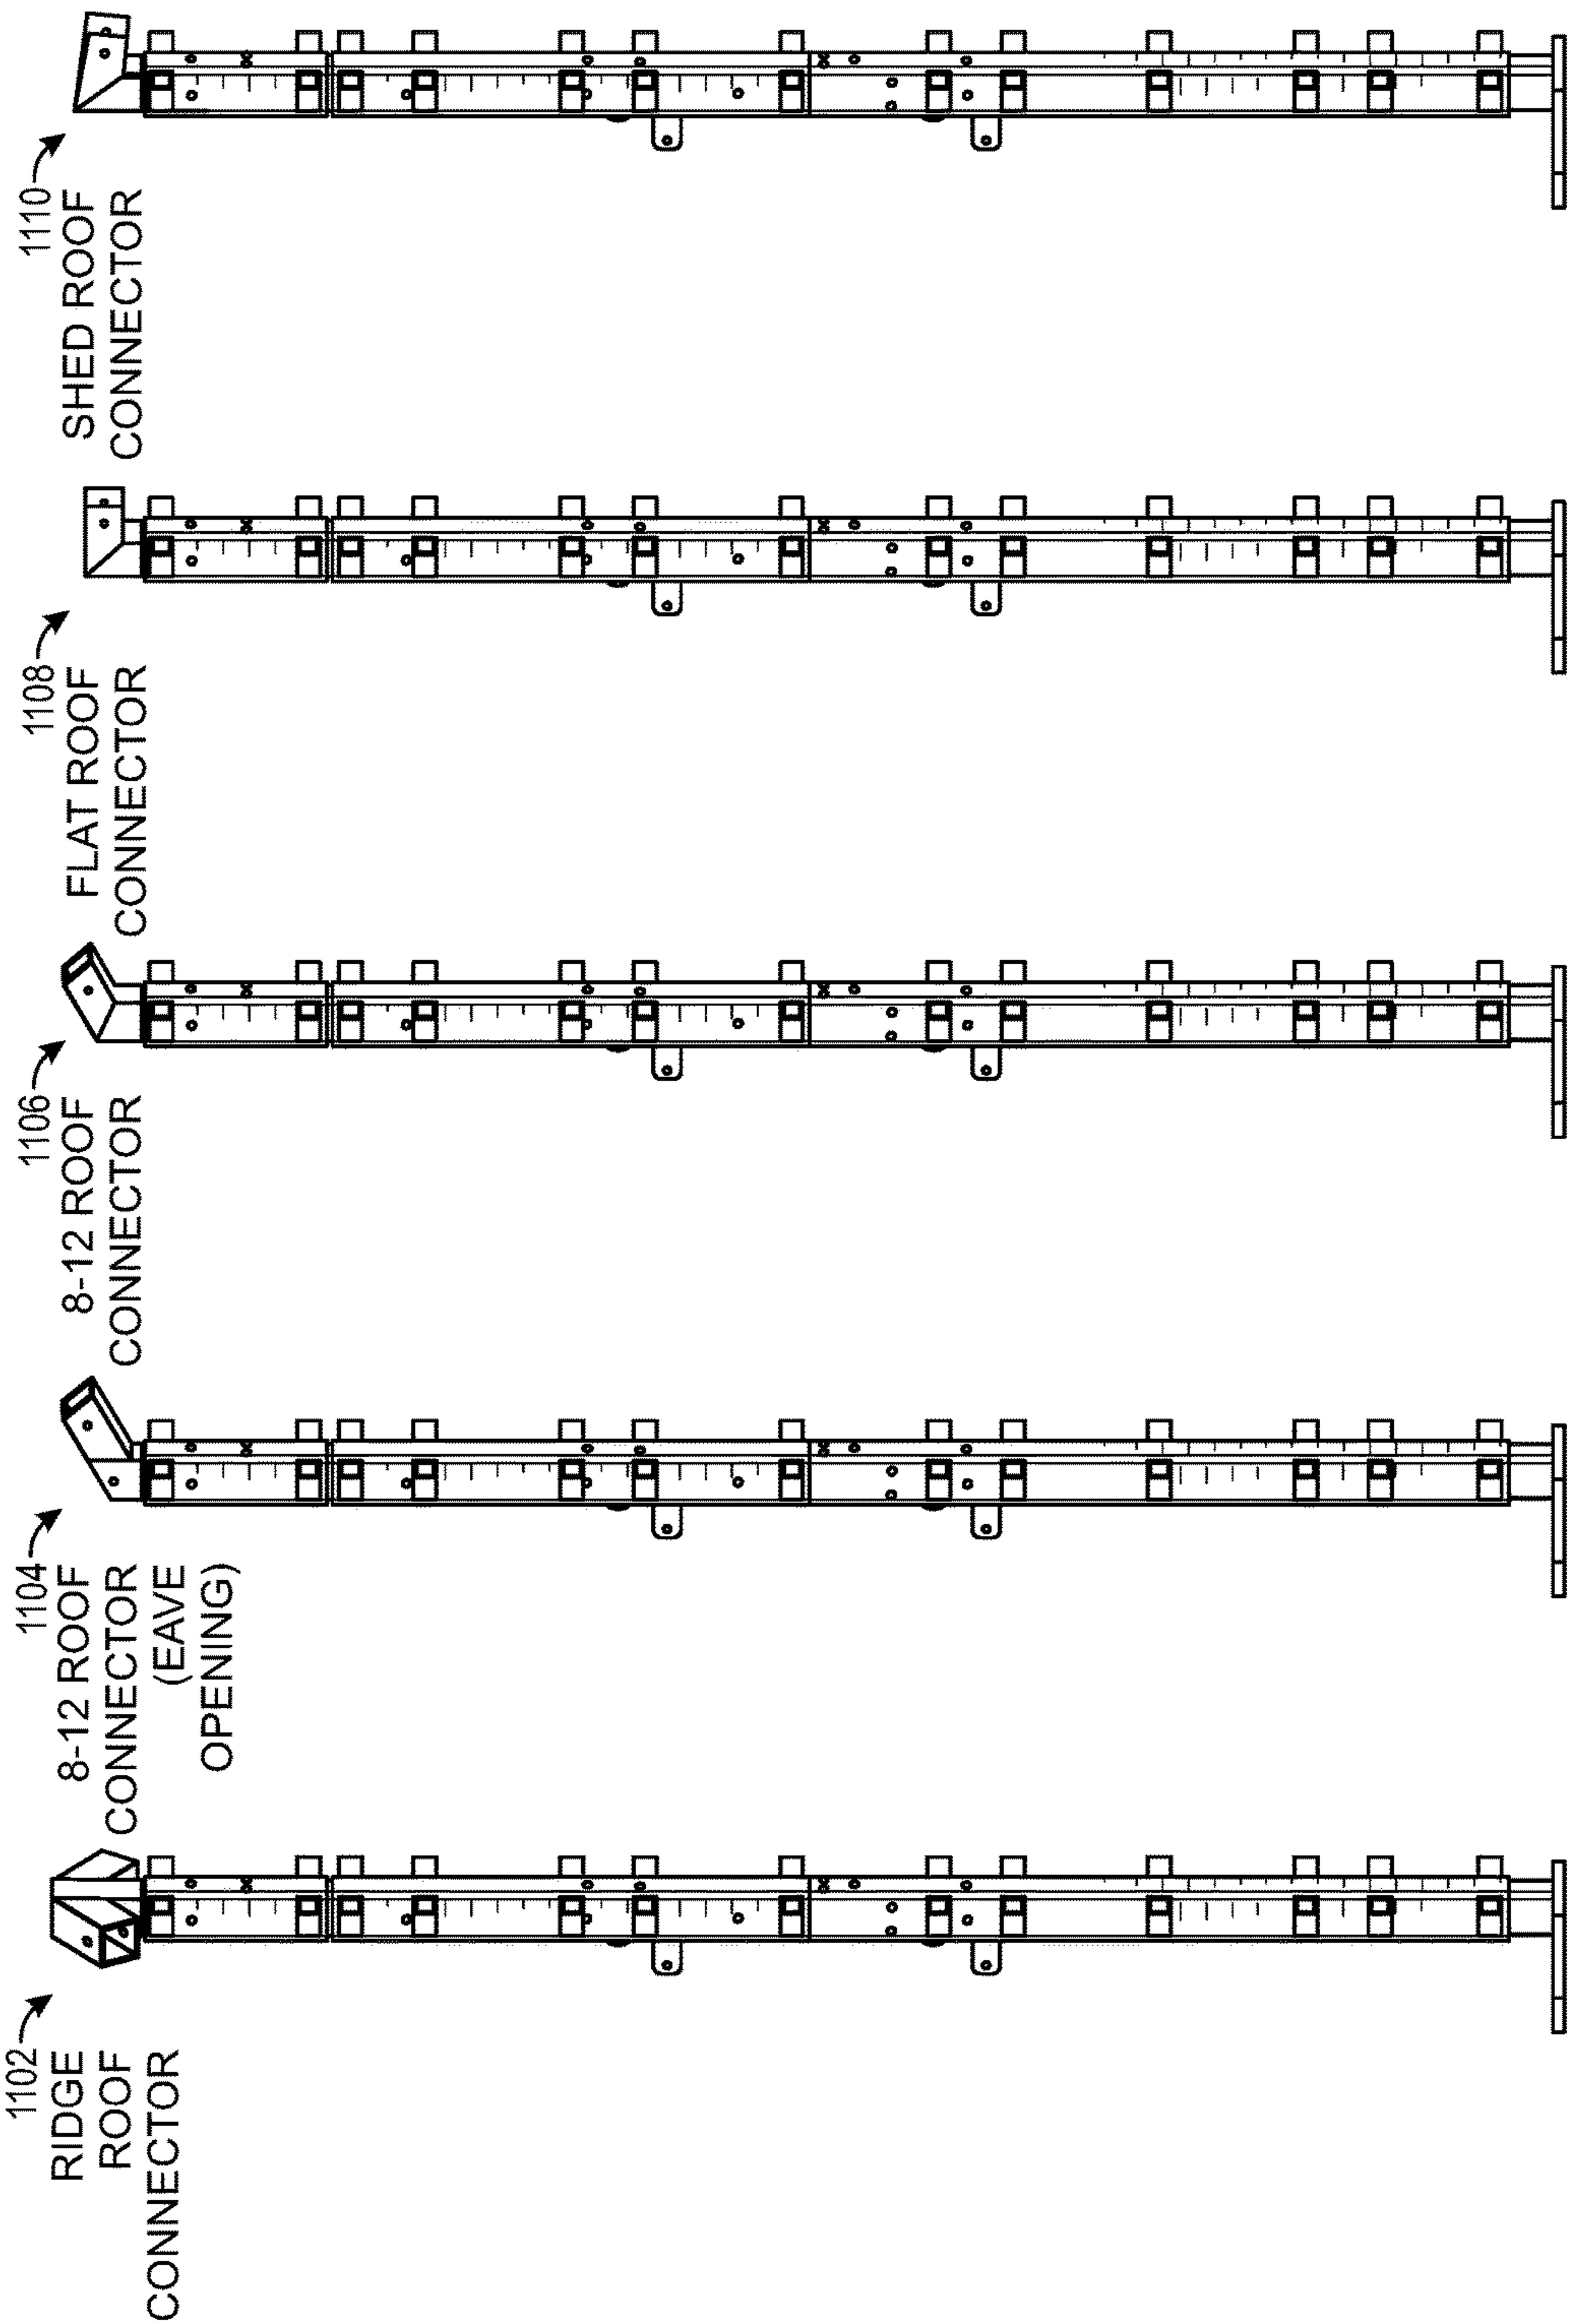 1102
RIDGE
ROOF
CONNECTOR
1104
8-12 ROOF
CONNECTOR
(EAVE
OPENING)
1106
8-12 ROOF
CONNECTOR
1108
FLAT ROOF
CONNECTOR
1110
SHED ROOF
CONNECTOR